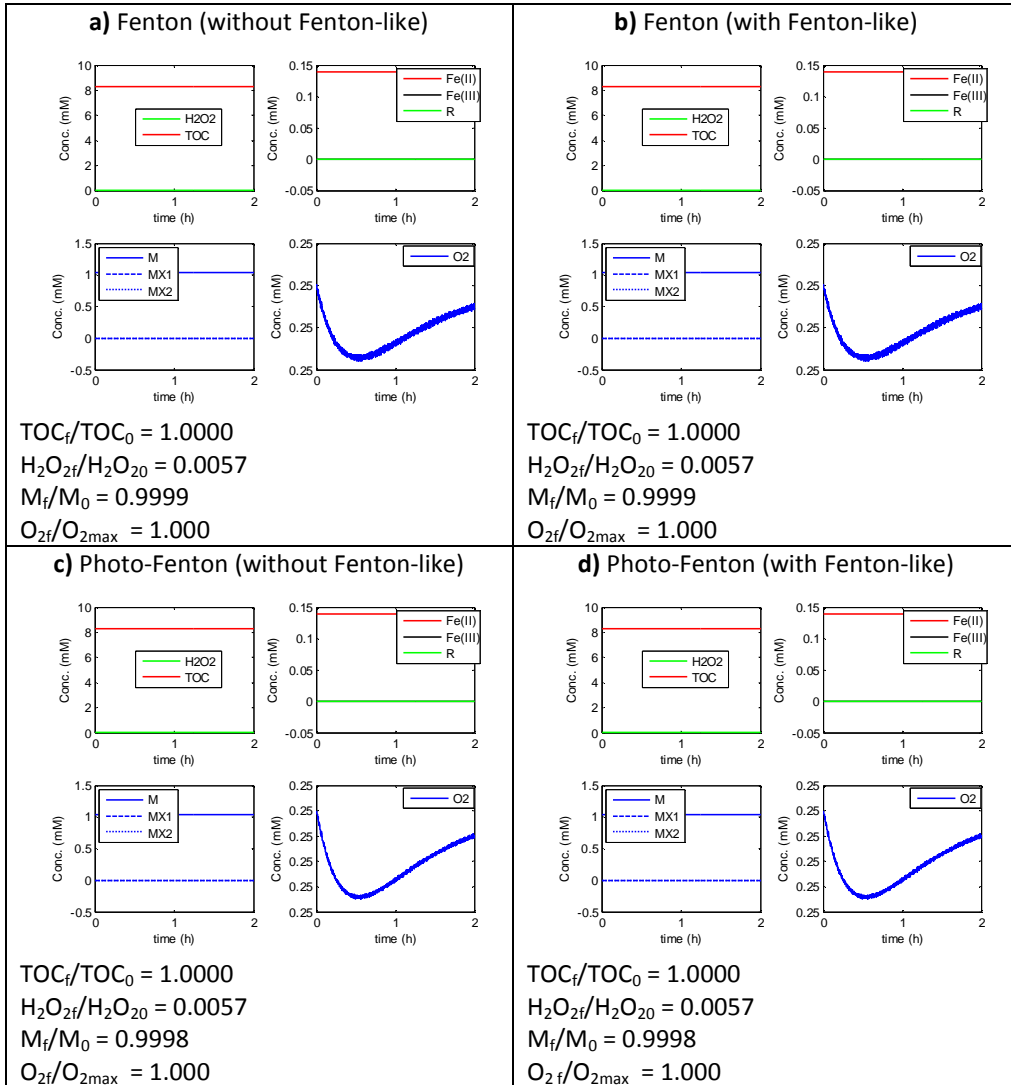 a) Fenton (without Fenton-like)
10
8
6
4
2
0
Conc. (mM)
H2O2
TOC
0 1 2
time (h)
0.15
0.1
0.05
0
-0.05
Conc. (mM)
Fe(II)
Fe(III)
R
0 1 2
time (h)
1.5
1
0.5
0
-0.5
Conc. (mM)
M
MX1
MX2
0 1 2
time (h)
0.25
0.25
0.25
0.25
Conc. (mM)
O2
0 1 2
time (h)
TOCf/TOC0 = 1.0000
H2O2f/H2O20 = 0.0057
Mf/M0 = 0.9999
O2f/O2max = 1.000
b) Fenton (with Fenton-like)
10
8
6
4
2
0
Conc. (mM)
H2O2
TOC
0 1 2
time (h)
0.15
0.1
0.05
0
-0.05
Conc. (mM)
Fe(II)
Fe(III)
R
0 1 2
time (h)
1.5
1
0.5
0
-0.5
Conc. (mM)
M
MX1
MX2
0 1 2
time (h)
0.25
0.25
0.25
0.25
Conc. (mM)
O2
0 1 2
time (h)
TOCf/TOC0 = 1.0000
H2O2f/H2O20 = 0.0057
Mf/M0 = 0.9999
O2f/O2max = 1.000
c) Photo-Fenton (without Fenton-like)
10
8
6
4
2
0
Conc. (mM)
H2O2
TOC
0 1 2
time (h)
0.15
0.1
0.05
0
-0.05
Conc. (mM)
Fe(II)
Fe(III)
R
0 1 2
time (h)
1.5
1
0.5
0
-0.5
Conc. (mM)
M
MX1
MX2
0 1 2
time (h)
0.25
0.25
0.25
0.25
0.25
0.25
Conc. (mM)
O2
0 1 2
time (h)
TOCf/TOC0 = 1.0000
H2O2f/H2O20 = 0.0057
Mf/M0 = 0.9998
O2f/O2max = 1.000
d) Photo-Fenton (with Fenton-like)
10
8
6
4
2
0
Conc. (mM)
H2O2
TOC
0 1 2
time (h)
0.15
0.1
0.05
0
-0.05
Conc. (mM)
Fe(II)
Fe(III)
R
0 1 2
time (h)
1.5
1
0.5
0
-0.5
Conc. (mM)
M
MX1
MX2
0 1 2
time (h)
0.25
0.25
0.25
0.25
0.25
0.25
Conc. (mM)
O2
0 1 2
time (h)
TOCf/TOC0 = 1.0000
H2O2f/H2O20 = 0.0057
Mf/M0 = 0.9998
O2 f/O2max = 1.000